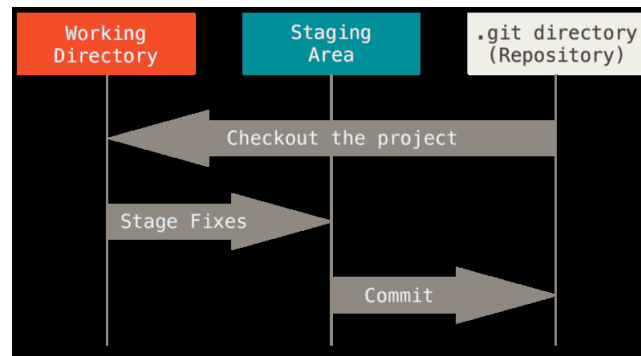 Working
Directory
Staging
Area
.git directory
(Repository)
Checkout the project
Stage Fixes
Commit